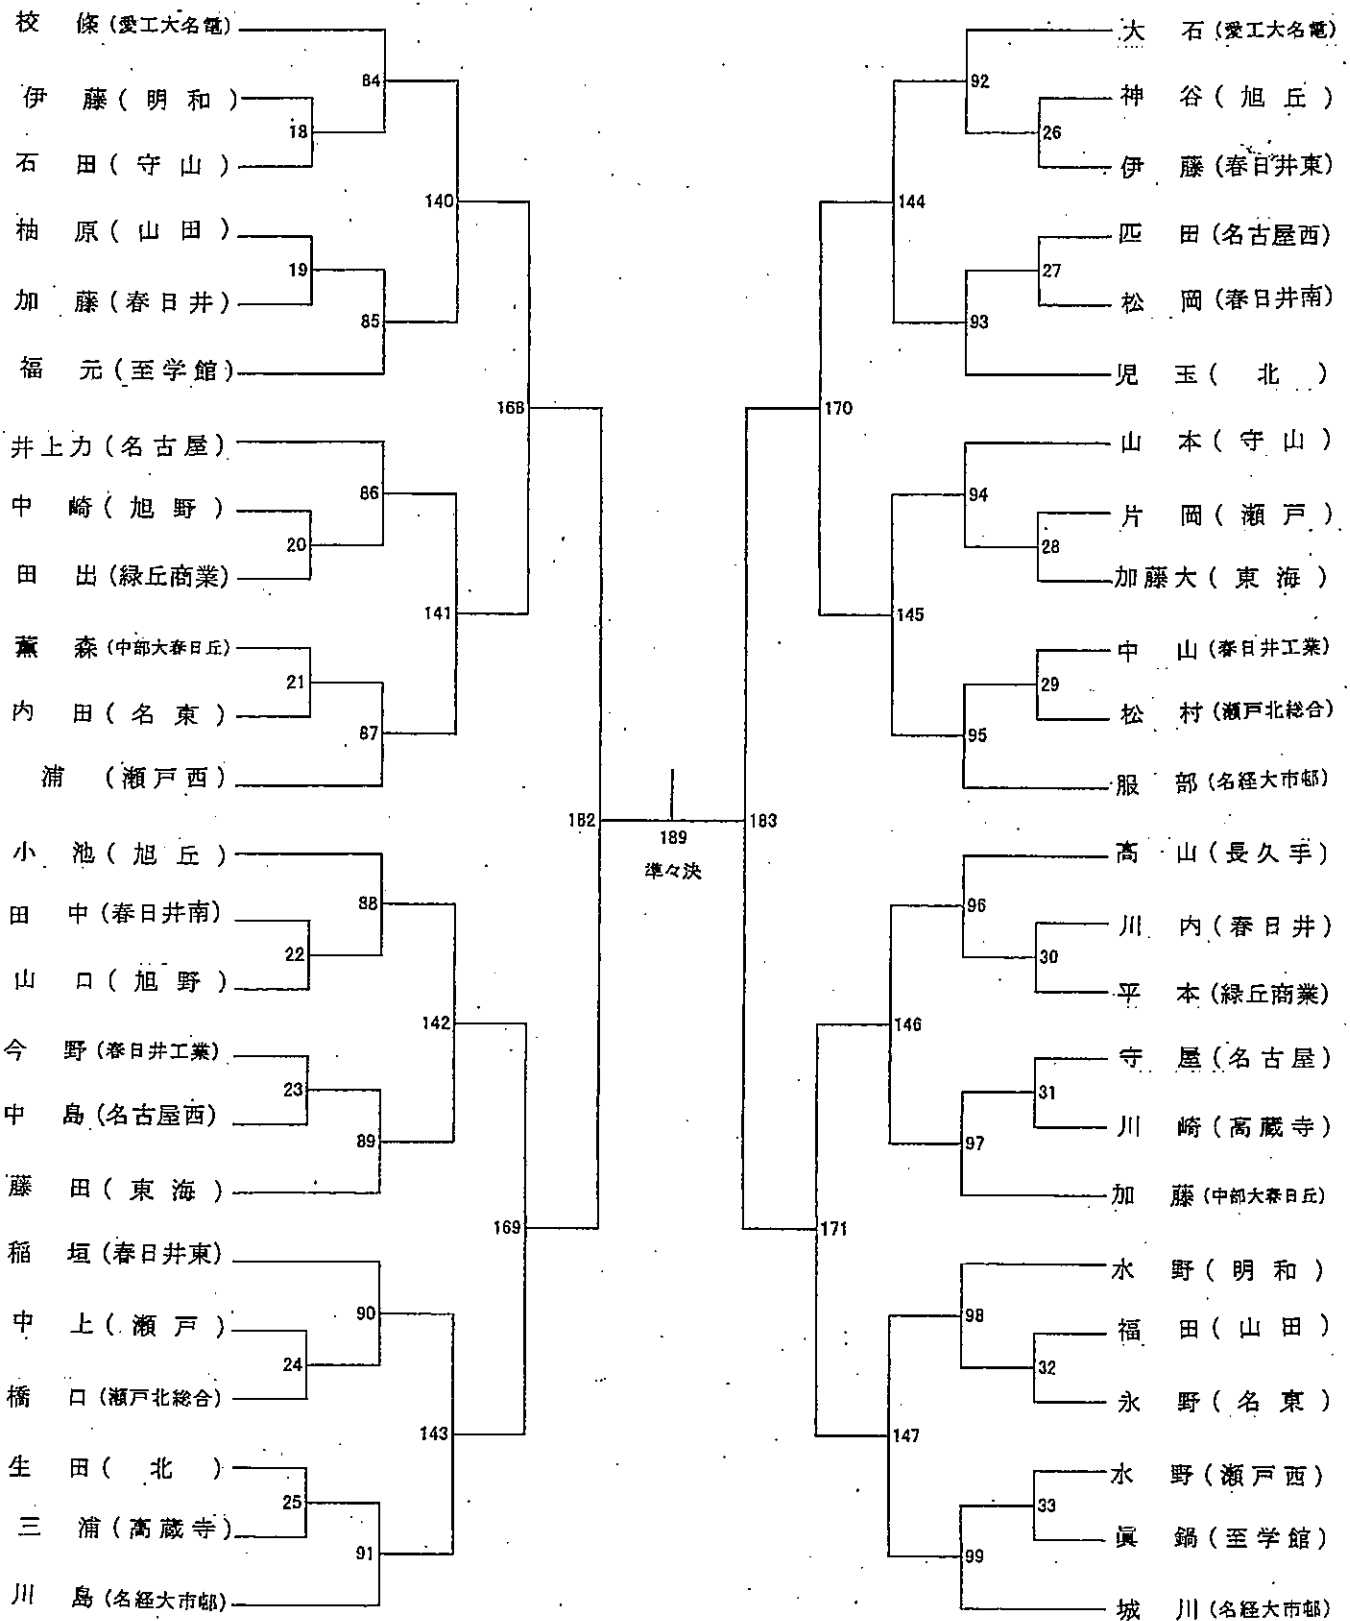 校 條 (愛工大名電)
伊 藤 ( 明 和 )
石 田 ( 守 山 )
柚 原 ( 山 田 )
加 藤 (春日井)
福 元 (至学館)
井上力 (名古屋)
中 崎 ( 旭 野 )
田 出 (緑丘商業)
薫 森 (中部大春日丘)
内 田 ( 名 東 )
浦 (瀬戸西)
小 池 ( 旭 丘 )
田 中 (春日井南)
山 口 ( 旭 野 )
今 野 (春日井工業)
中 島 (名古屋西)
藤 田 ( 東 海 )
稲 垣 (春日井東)
中 上 ( 瀬 戸 )
橋 口 (瀬戸北総合)
生 田 ( 北 )
三 浦 (高蔵寺)
川 島 (名経大市邨)
18
19
20
21
22
23
24
25
84
85
86
87
88
89
90
91
140
141
142
143
168
169
182
189
準々決
183
170
171
144
145
146
147
92
93
94
95
96
97
98
99
26
27
28
29
30
31
32
33
大 石 (愛工大名電)
神 谷 ( 旭 丘 )
伊 藤 (春日井東)
匹 田 (名古屋西)
松 岡 (春日井南)
児 玉 ( 北 )
山 本 ( 守 山 )
片 岡 ( 瀬 戸 )
加藤大 ( 東 海 )
中 山 (春日井工業)
松 村 (瀬戸北総合)
服 部 (名経大市邨)
高 山 (長久手)
川 内 (春日井)
平 本 (緑丘商業)
寺 屋 (名古屋)
川 崎 (高蔵寺)
加 藤 (中部大春日丘)
水 野 ( 明 和 )
福 田 ( 山 田 )
永 野 ( 名 東 )
水 野 (瀬戸西)
眞 鍋 (至学館)
城 川 (名経大市邨)